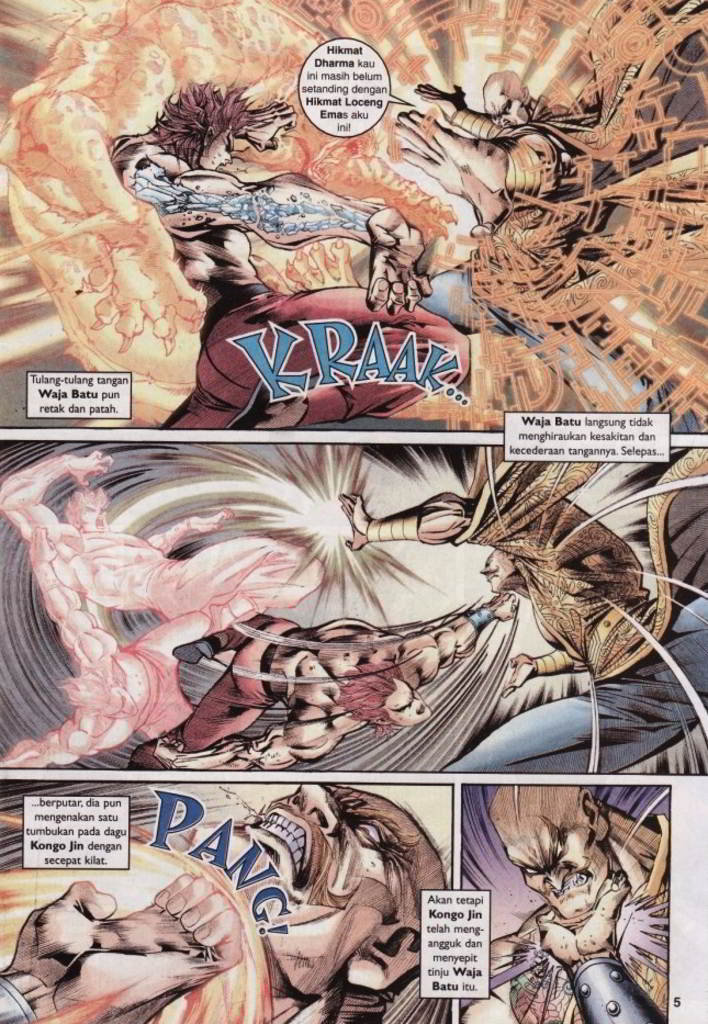 Hikmat
Dharma kau
ini masih belum
setanding dengan
Hikmat Loceng
Emas aku
ini!
KRAAK...
Tulang-tulang tangan
Waja Batu pun
retak dan patah.
Waja Batu langsung tidak
menghiraukan kesakitan dan
kecederaan tangannya. Selepas...
...berputar, dia pun
mengenakan satu
tumbukan pada dagu
Kongo Jin dengan
secepat kilat.
PANG!
Akan tetapi
Kongo Jin
telah meng-
angguk dan
menyepit
tinju Waja
Batu itu.
5